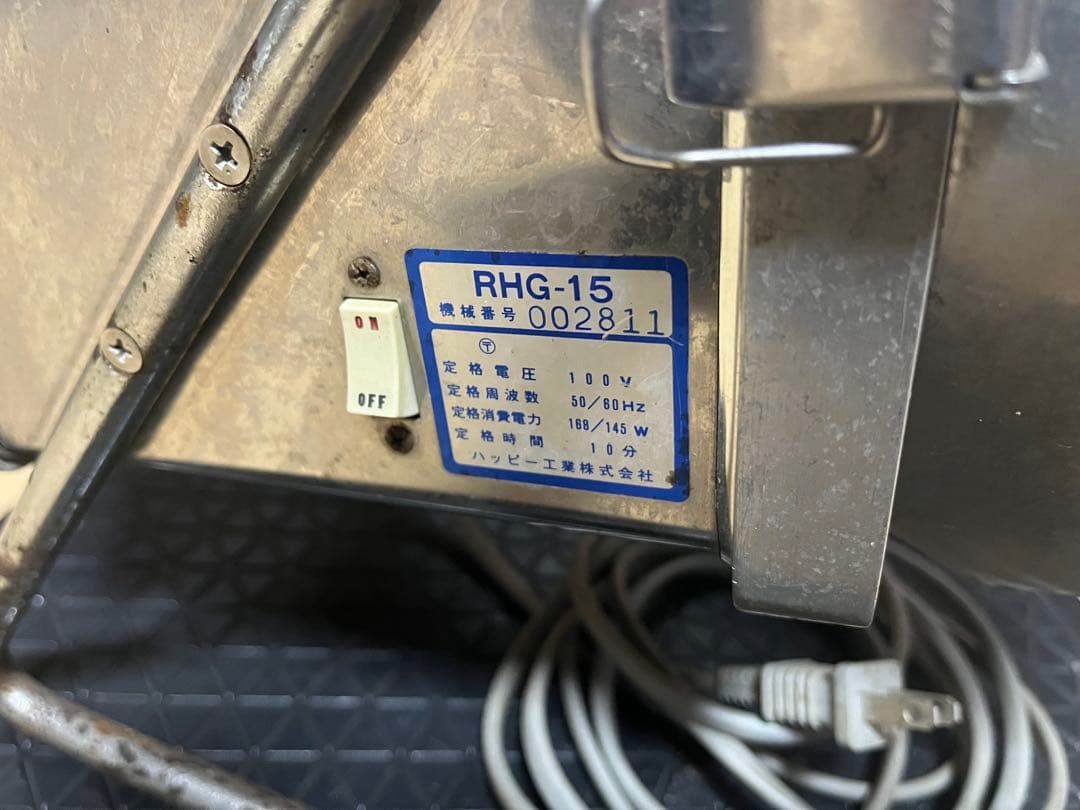 RHG-15
機械番号 002811
ON
OFF
〶
定格電圧 100V
定格周波数 50/60Hz
定格消費電力 168/145W
定格時間 10分
ハッピー工業株式会社